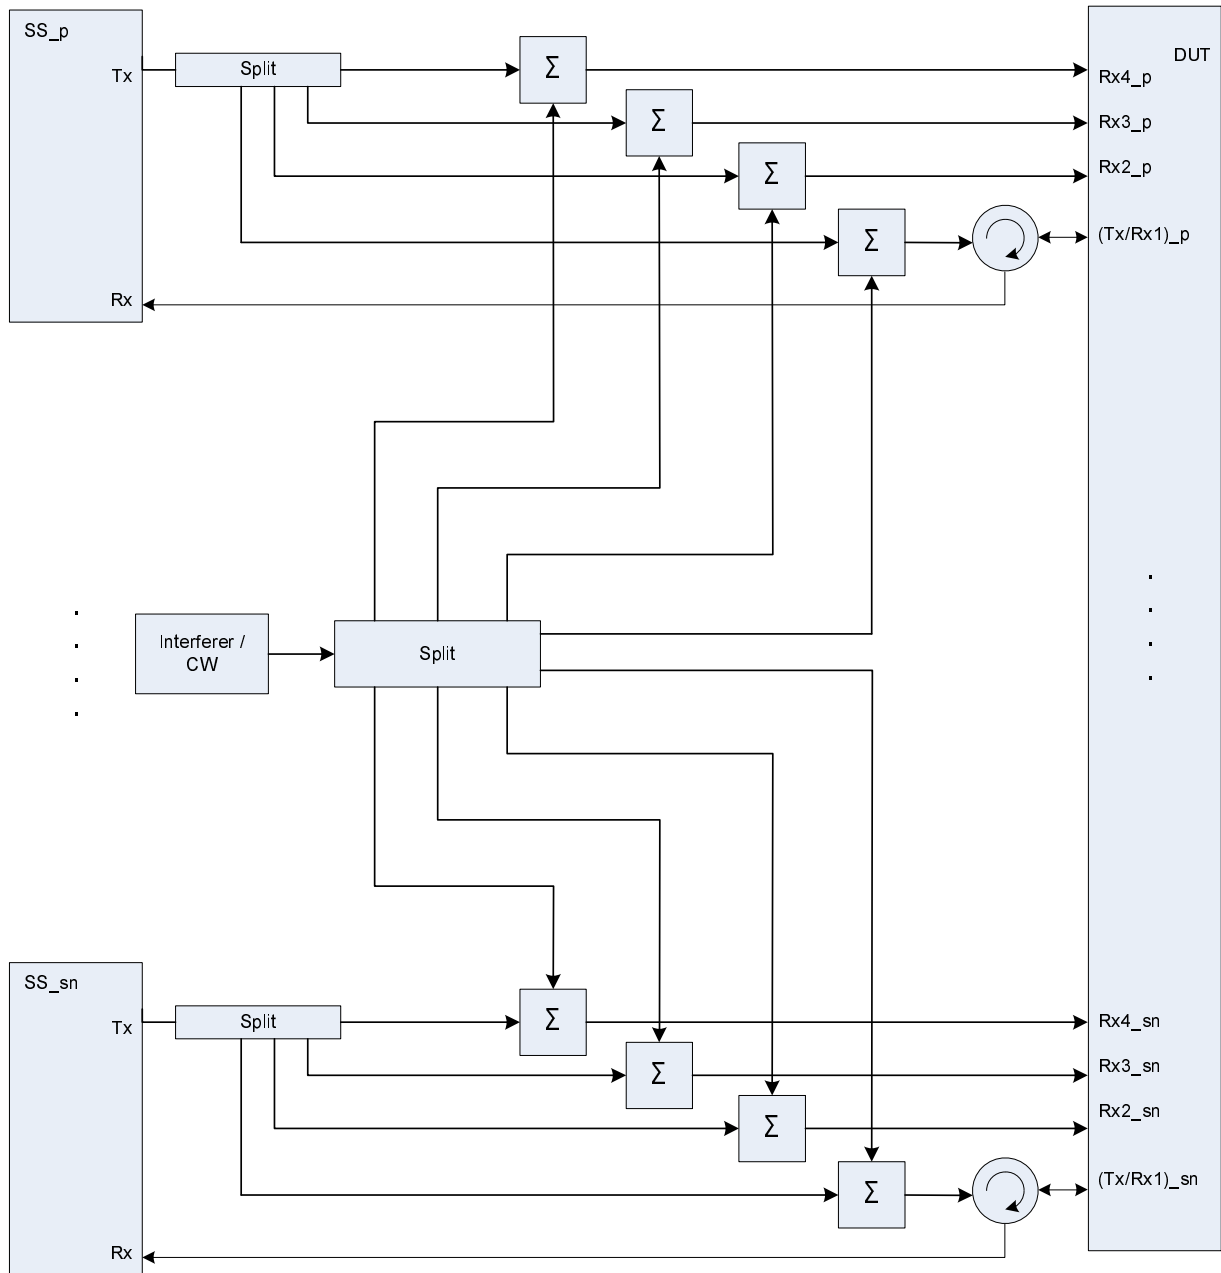 SS_p
DUT
Tx
Split
Σ
Rx4_p
Σ
Rx3_p
Σ
Rx2_p
Σ
(Tx/Rx1)_p
Rx
Interferer /
CW
Split
SS_sn
Tx
Split
Σ
Rx4_sn
Σ
Rx3_sn
Σ
Rx2_sn
Σ
(Tx/Rx1)_sn
Rx